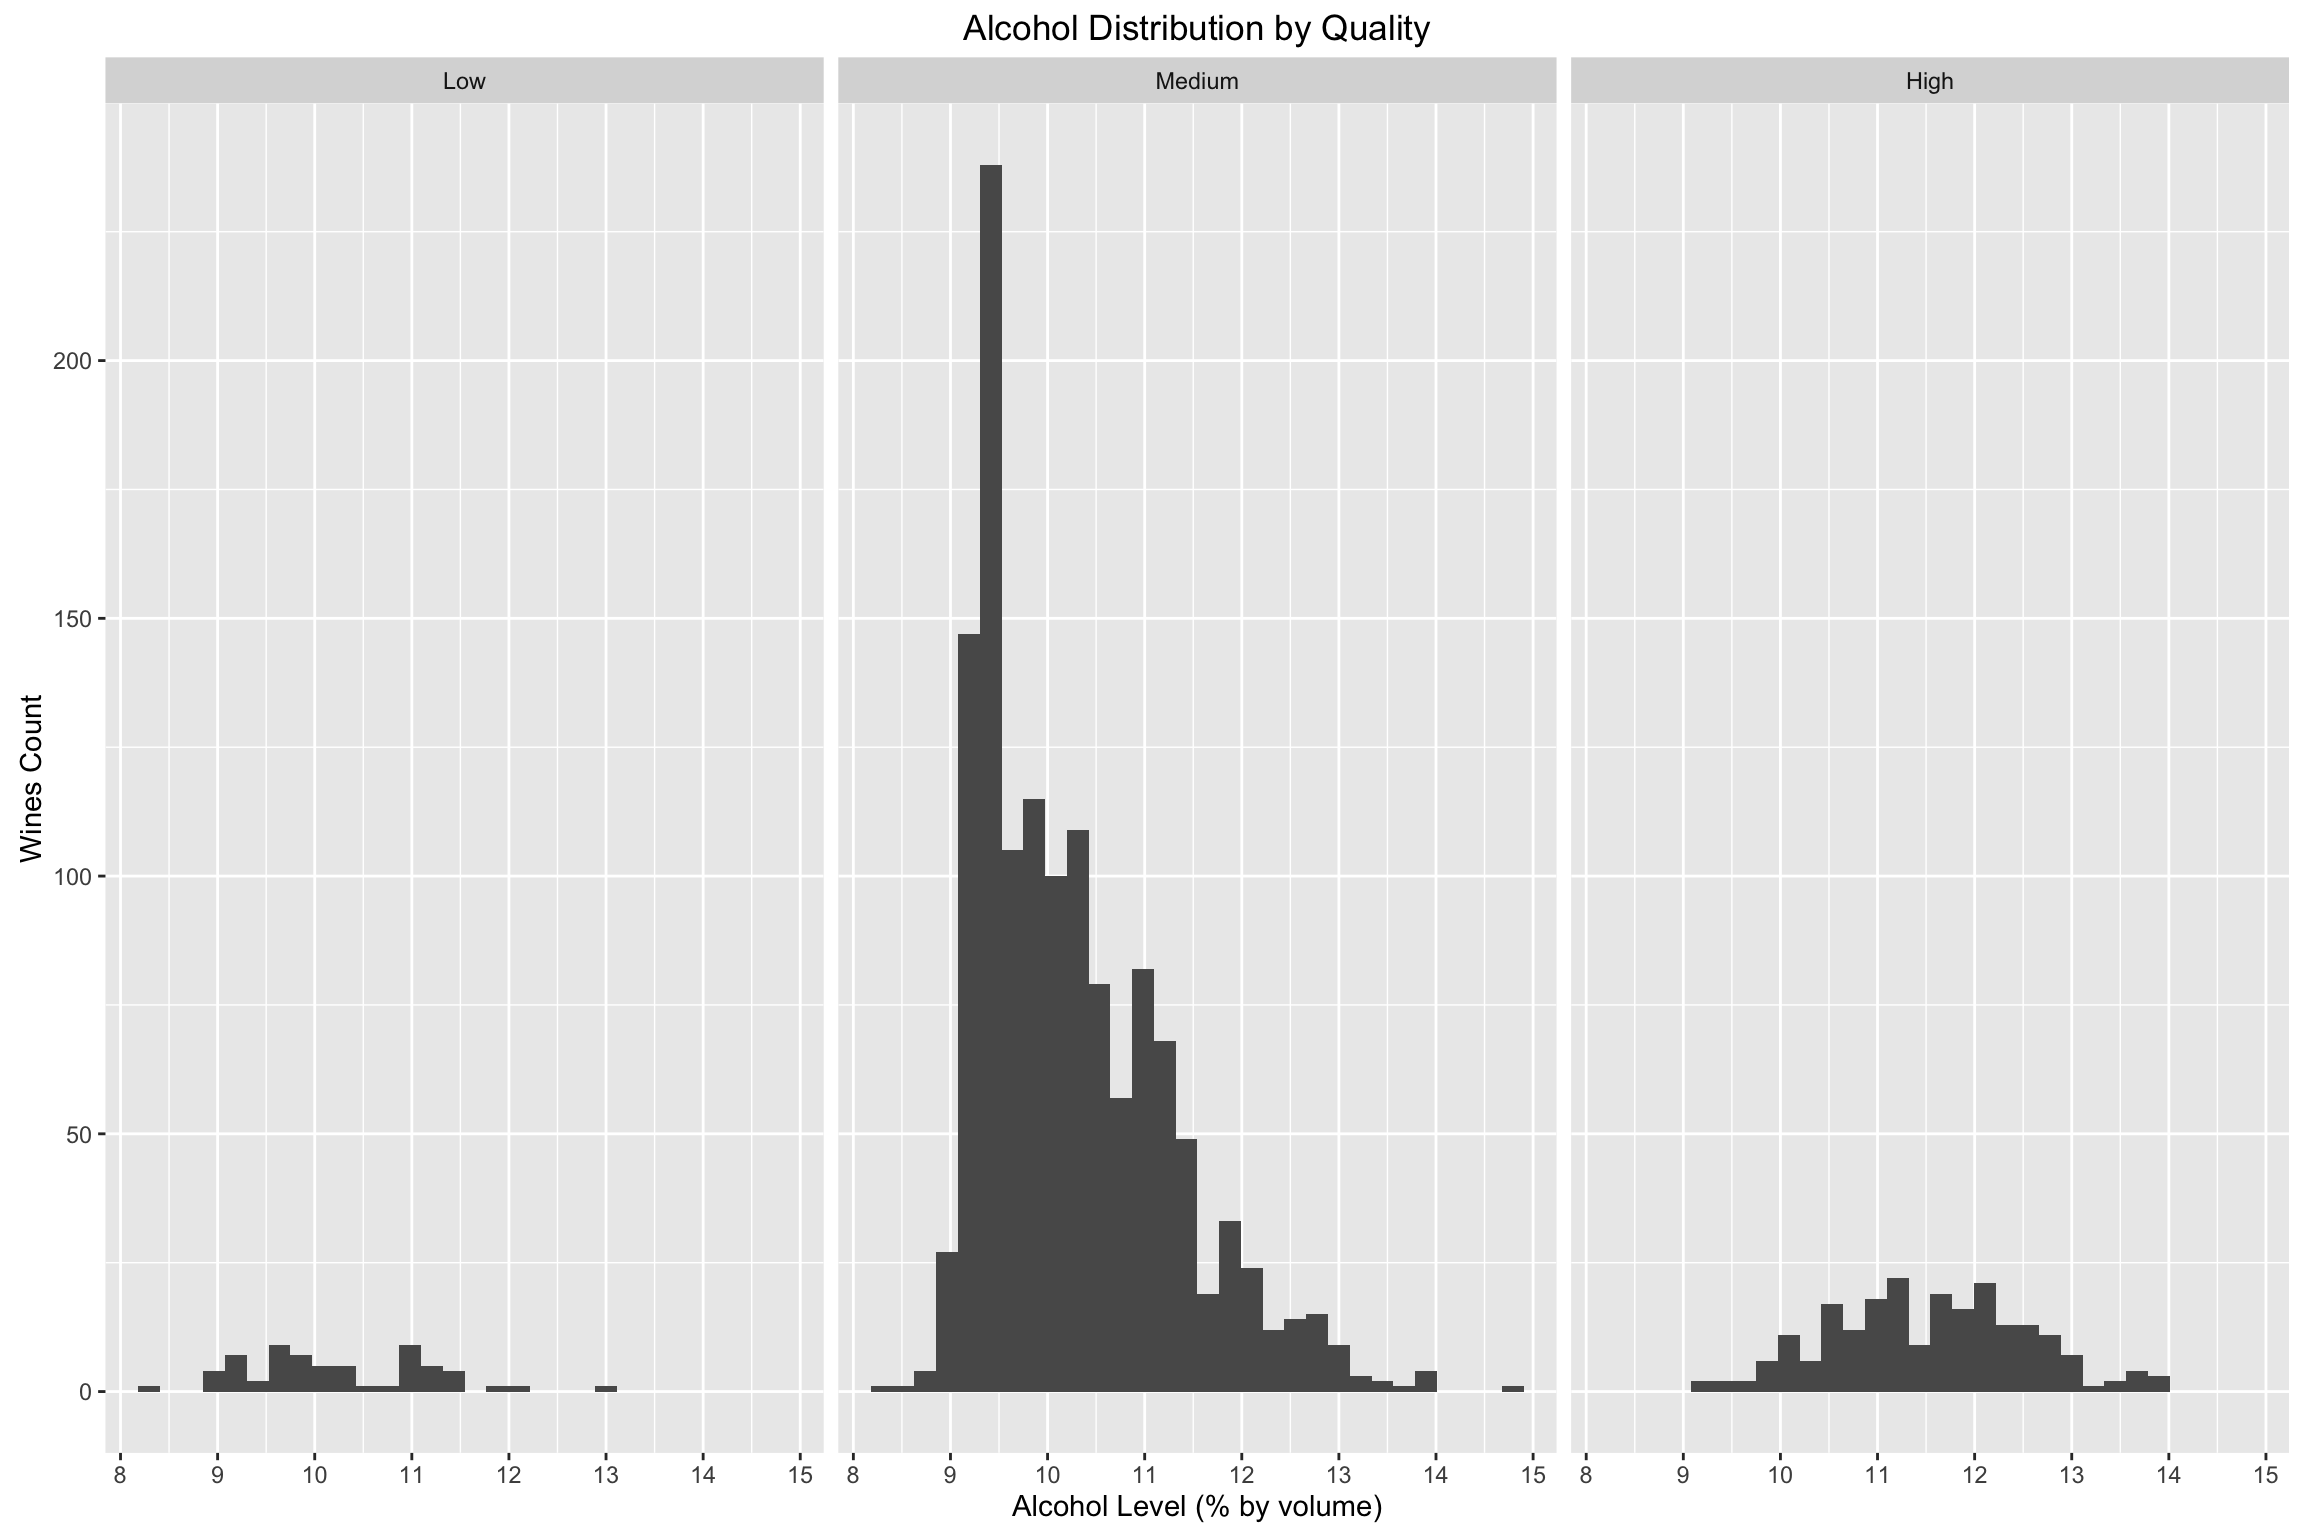 Alcohol Distribution by Quality
Low Medium High
200
150
100
50
0
Wines Count
8 9 10 11 12 13 14 15 8 9 10 11 12 13 14 15 8 9 10 11 12 13 14 15
Alcohol Level (% by volume)